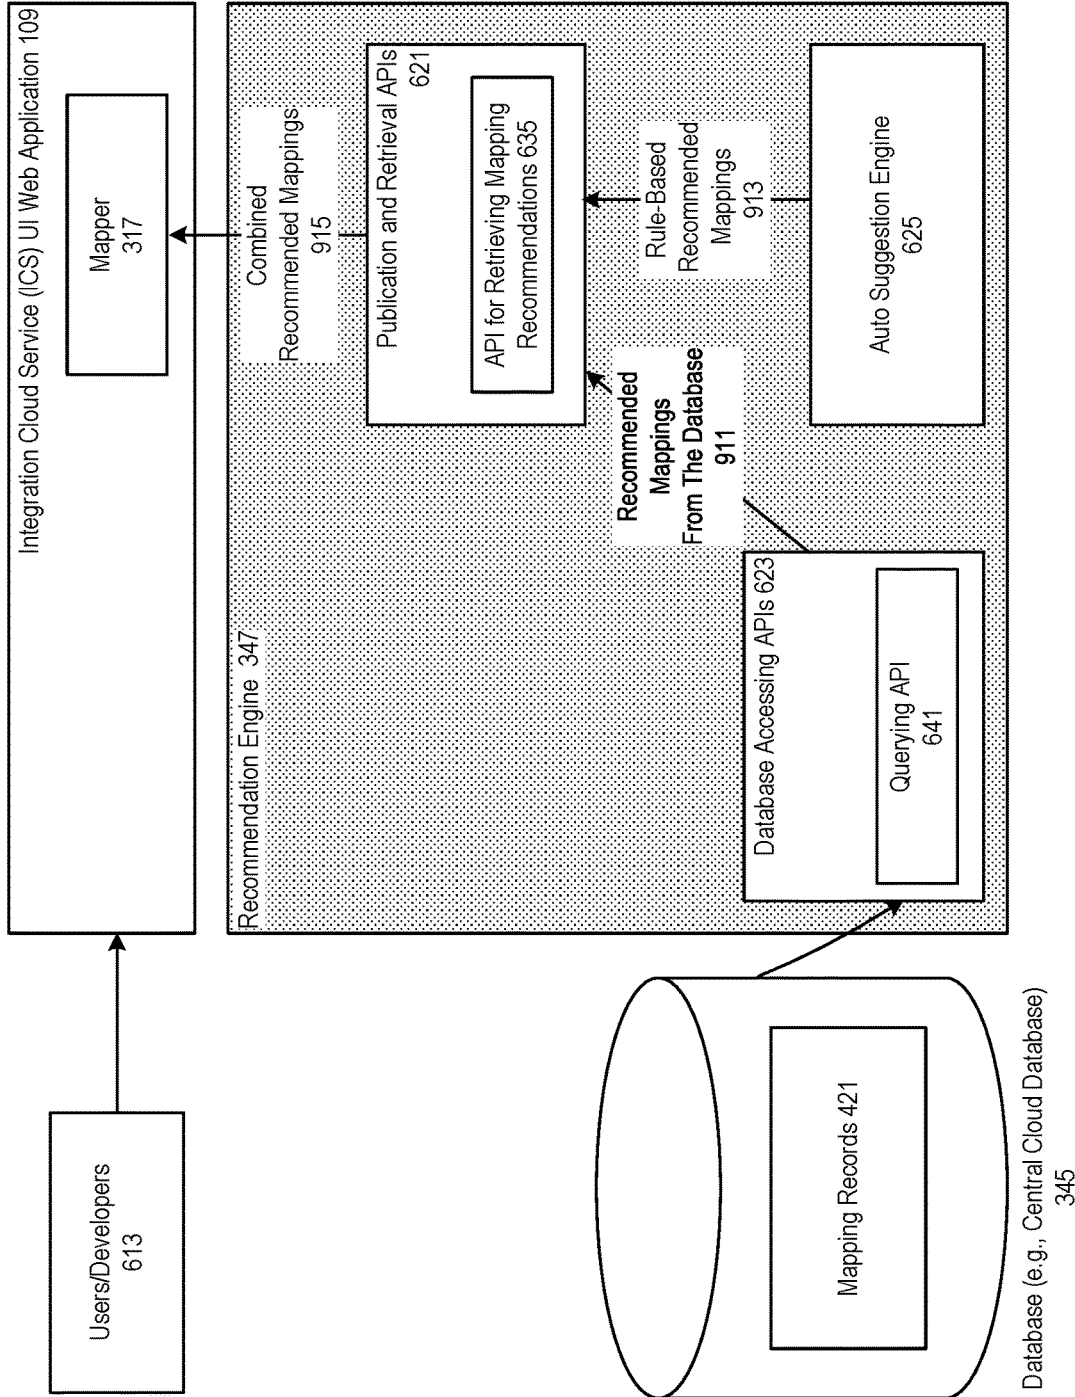 Users/Developers
613
Integration Cloud Service (ICS) UI Web Application 109
Mapper
317
Recommendation Engine 347
Combined
Recommended Mappings
915
Publication and Retrieval APIs
621
API for Retrieving Mapping
Recommendations 635
Recommended
Mappings
From The Database
911
Rule-Based
Recommended
Mappings
913
Database Accessing APIs 623
Querying API
641
Auto Suggestion Engine
625
Mapping Records 421
Database (e.g., Central Cloud Database)
345